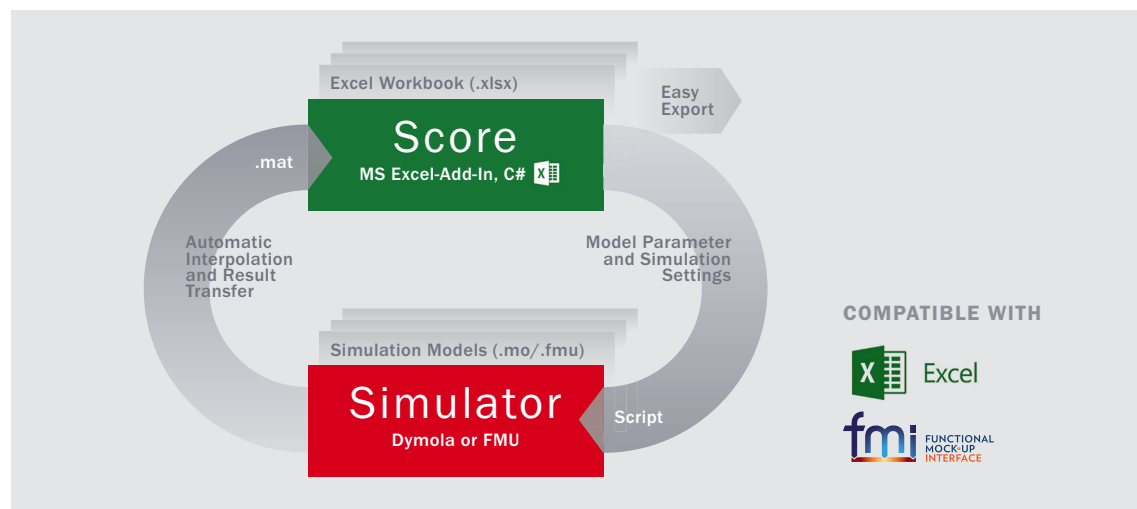 Excel Workbook (.xlsx)
Easy
Export
Score
MS Excel-Add-In, C#
X
.mat
Automatic
Interpolation
and Result
Transfer
Model Parameter
and Simulation
Settings
Simulation Models (.mo/.fmu)
Simulator
Dymola or FMU
Script
COMPATIBLE WITH
X Excel
fmi FUNCTIONAL
MOCK-UP
INTERFACE